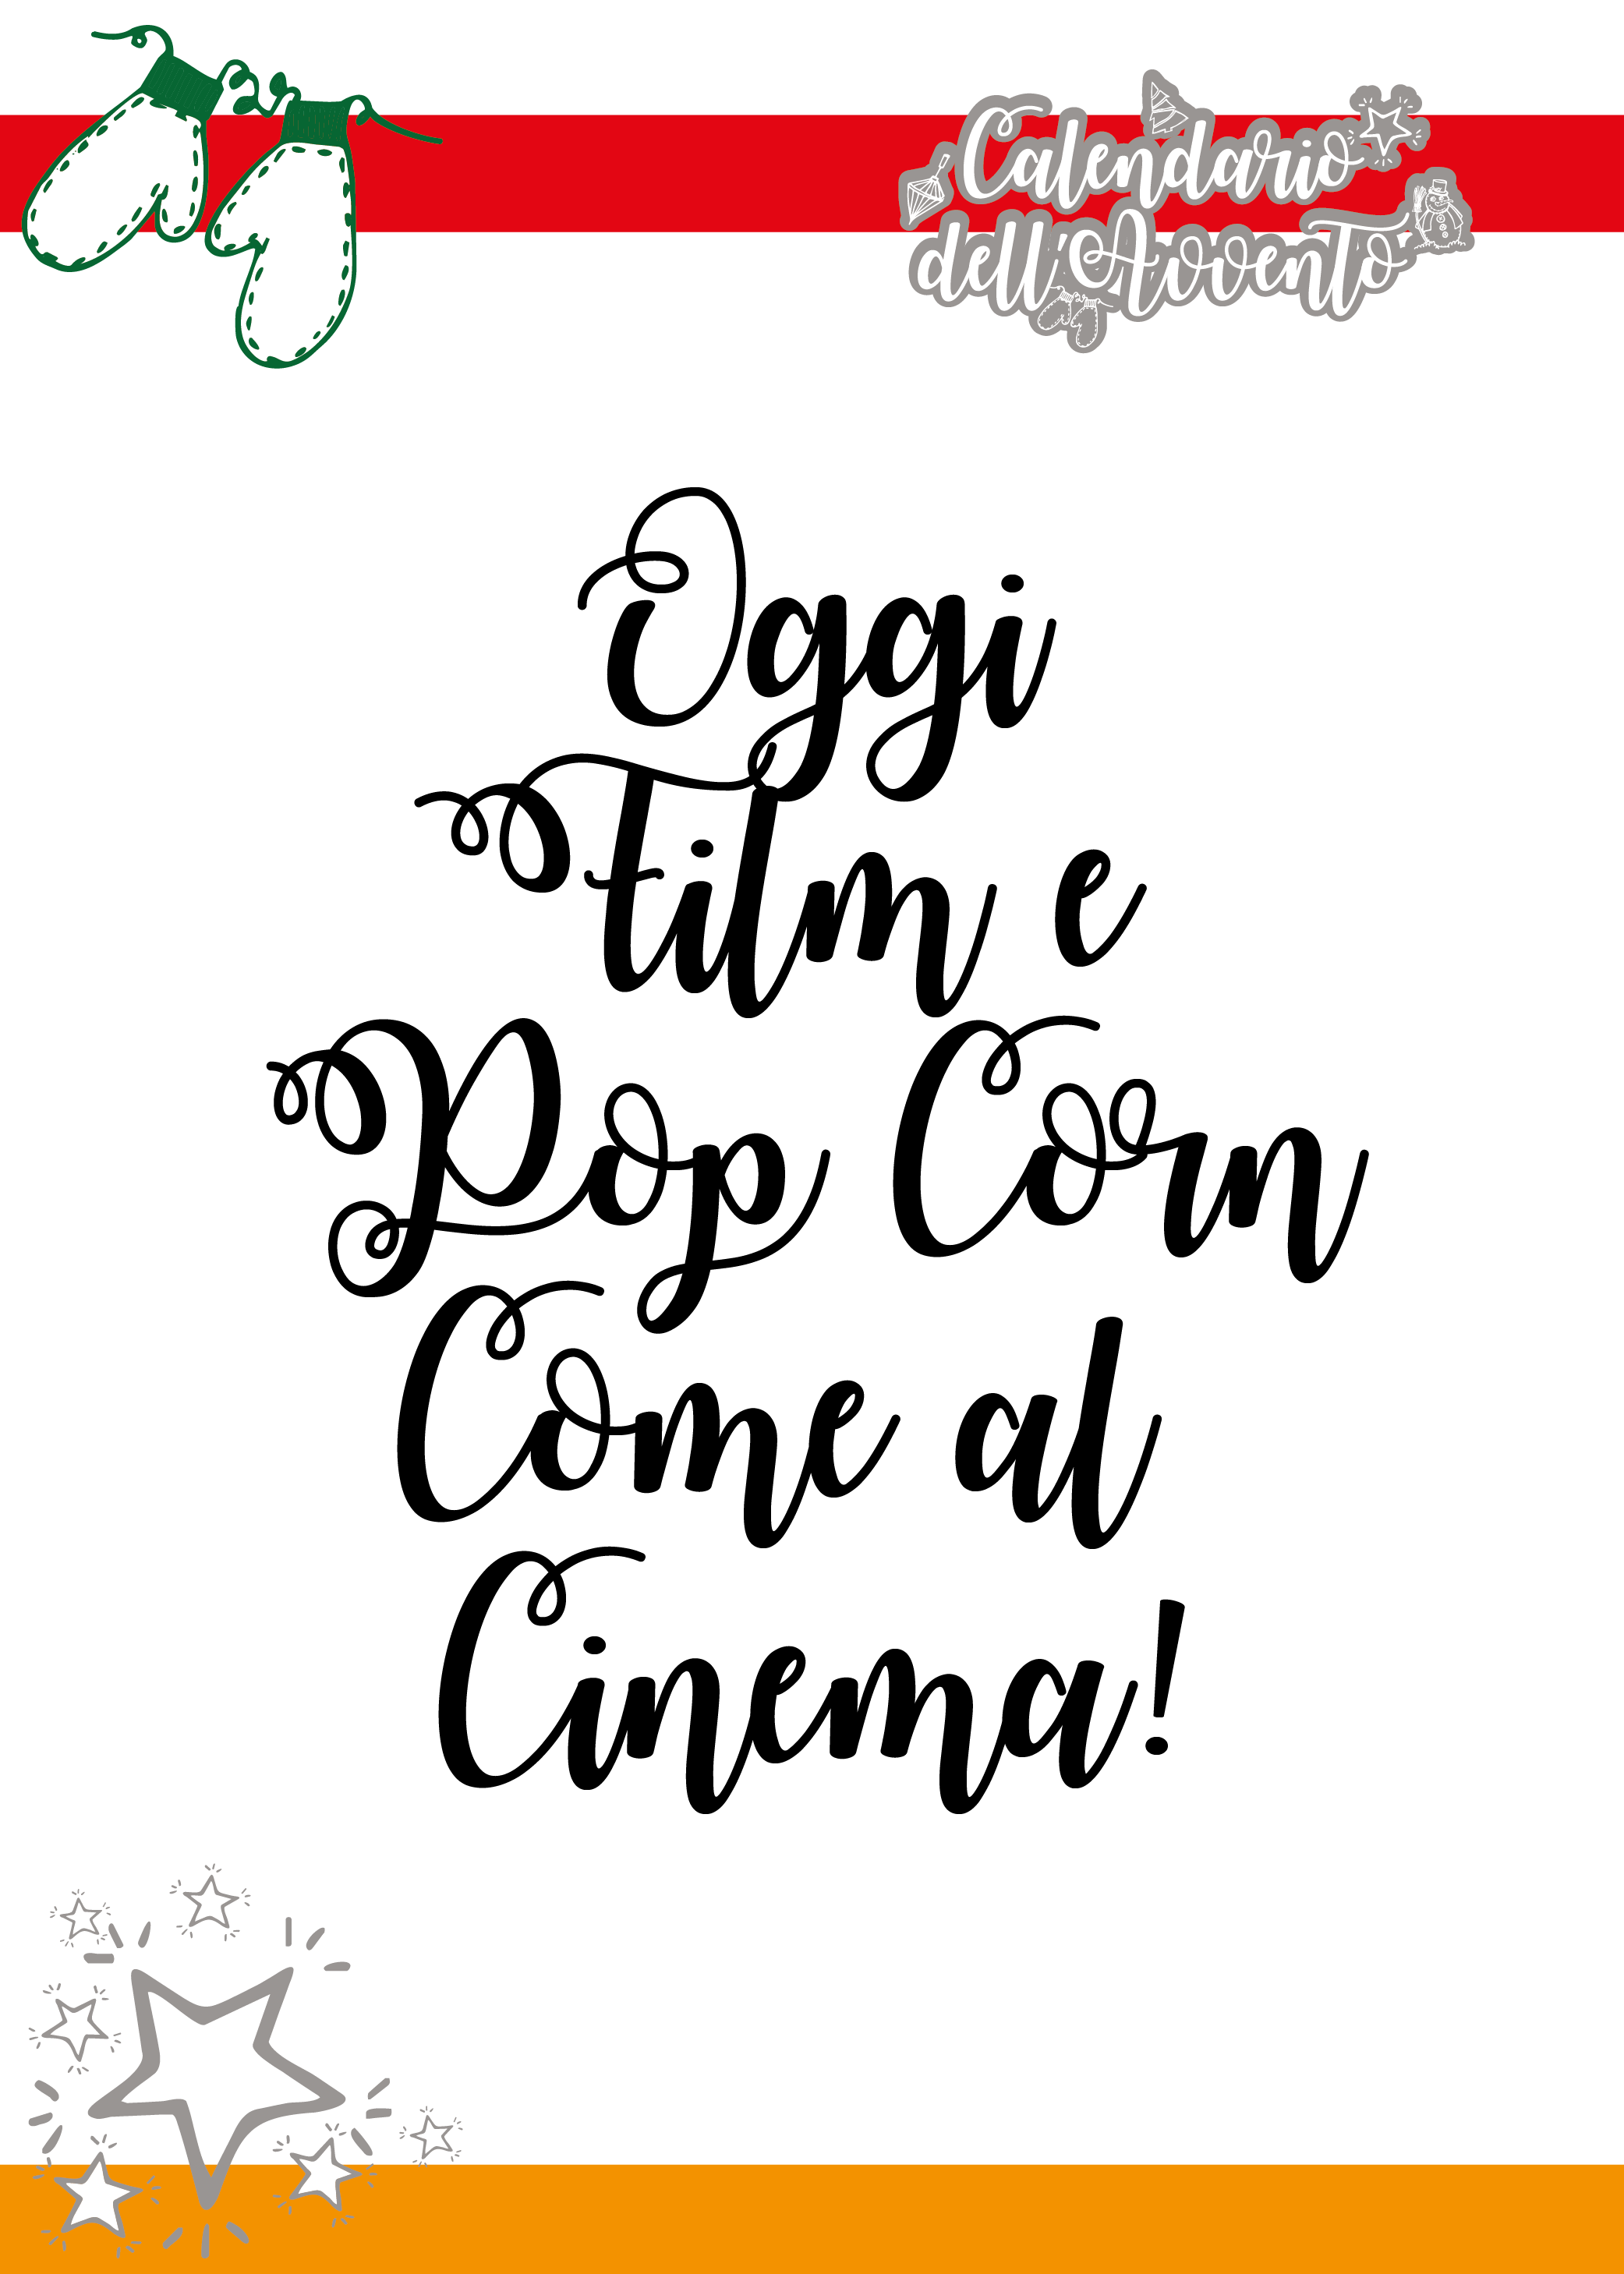 Calendario
dell'Avvento
Oggi
Film e
Pop Corn
Come al
Cinema!